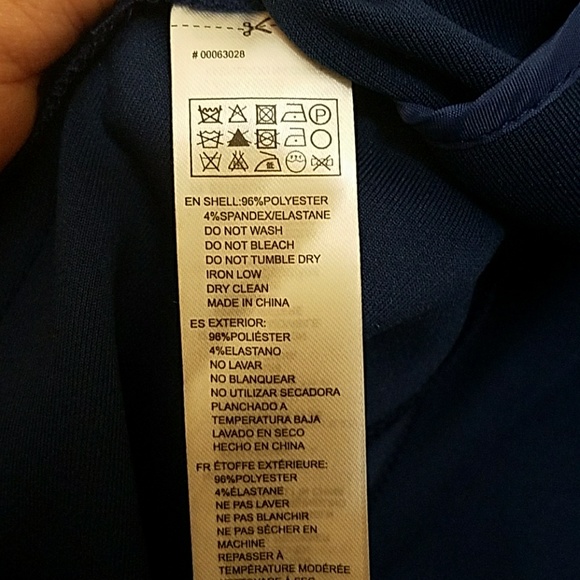 # 00063028
P
EN SHELL:96%POLYESTER
4%SPANDEX/ELASTANE
DO NOT WASH
DO NOT BLEACH
DO NOT TUMBLE DRY
IRON LOW
DRY CLEAN
MADE IN CHINA
ES EXTERIOR:
96%POLIÉSTER
4%ELASTANO
NO LAVAR
NO BLANQUEAR
NO UTILIZAR SECADORA
PLANCHADO A
TEMPERATURA BAJA
LAVADO EN SECO
HECHO EN CHINA
FR ÉTOFFE EXTÉRIEURE:
96%POLYESTER
4%ÉLASTANE
NE PAS LAVER
NE PAS BLANCHIR
NE PAS SÉCHER EN
MACHINE
REPASSER À
TEMPÉRATURE MODÉRÉE